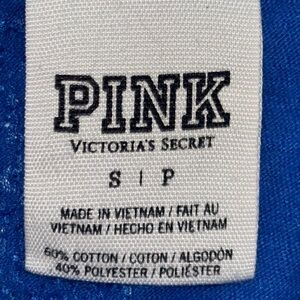 PINK
VICTORIA'S SECRET
S | P
MADE IN VIETNAM / FAIT AU
VIETNAM / HECHO EN VIETNAM
60% COTTON / COTON / ALGODÓN
40% POLYESTER / POLIÉSTER